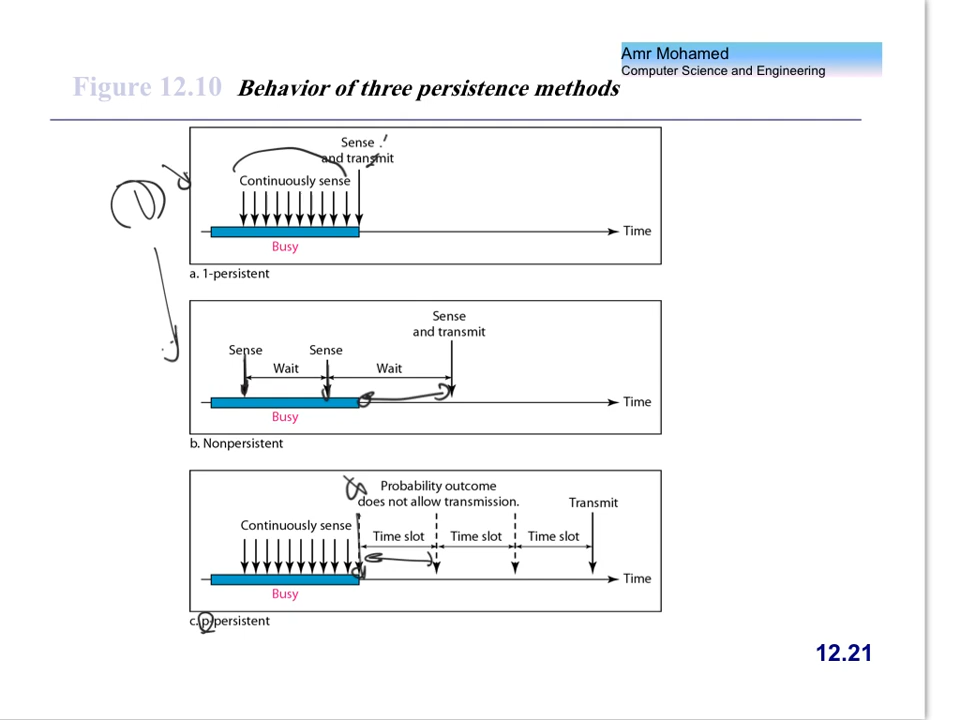 Amr Mohamed
Computer Science and Engineering
Figure 12.10 Behavior of three persistence methods
Sense
and transmit
Continuously sense
Time
Busy
a. 1-persistent
Sense
and transmit
Sense
Sense
Wait
Wait
Time
Busy
b. Nonpersistent
Probability outcome
does not allow transmission.
Transmit
Continuously sense
Time slot
Time slot
Time slot
Time
Busy
c. p-persistent
12.21